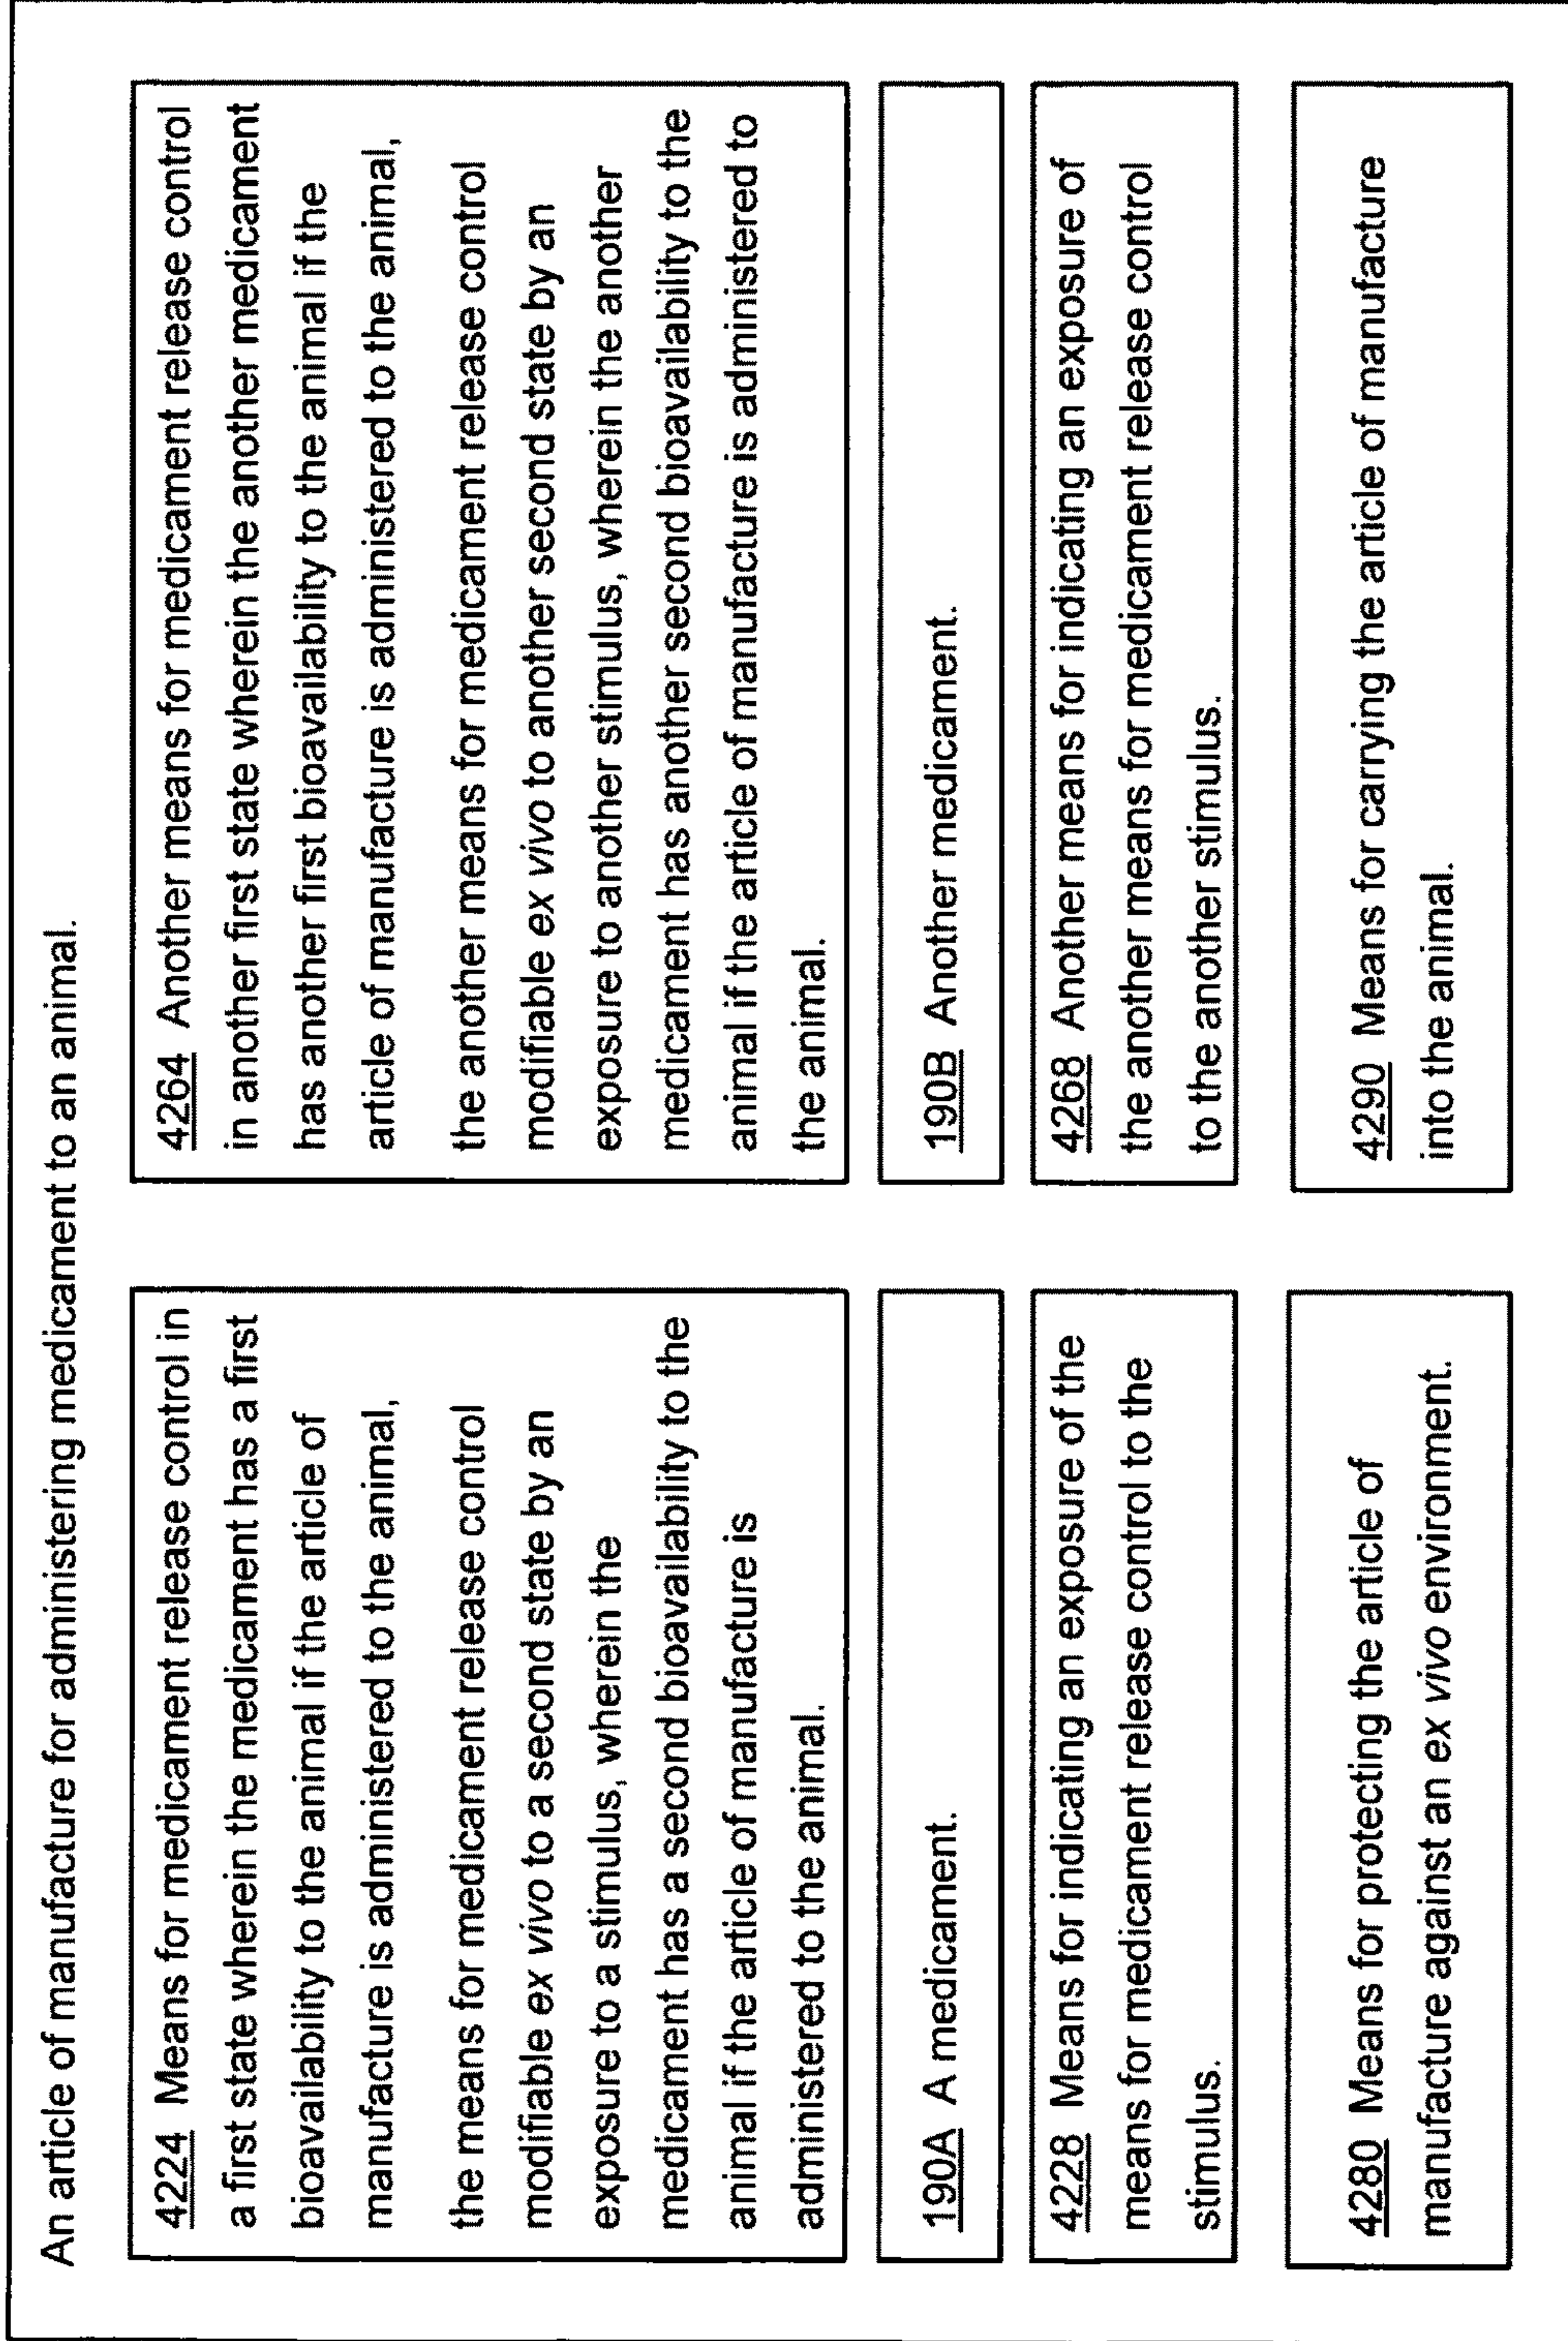 An article of manufacture for administering medicament to an animal.
4224 Means for medicament release control in
a first state wherein the medicament has a first
bioavailability to the animal if the article of
manufacture is administered to the animal,
the means for medicament release control
modifiable ex vivo to a second state by an
exposure to a stimulus, wherein the
medicament has a second bioavailability to the
animal if the article of manufacture is
administered to the animal.
190A A medicament.
4228 Means for indicating an exposure of the
means for medicament release control to the
stimulus.
4280 Means for protecting the article of
manufacture against an ex vivo environment.
4264 Another means for medicament release control
in another first state wherein the another medicament
has another first bioavailability to the animal if the
article of manufacture is administered to the animal,
the another means for medicament release control
modifiable ex vivo to another second state by an
exposure to another stimulus, wherein the another
medicament has another second bioavailability to the
animal if the article of manufacture is administered to
the animal.
190B Another medicament.
4268 Another means for indicating an exposure of
the another means for medicament release control
to the another stimulus.
4290 Means for carrying the article of manufacture
into the animal.